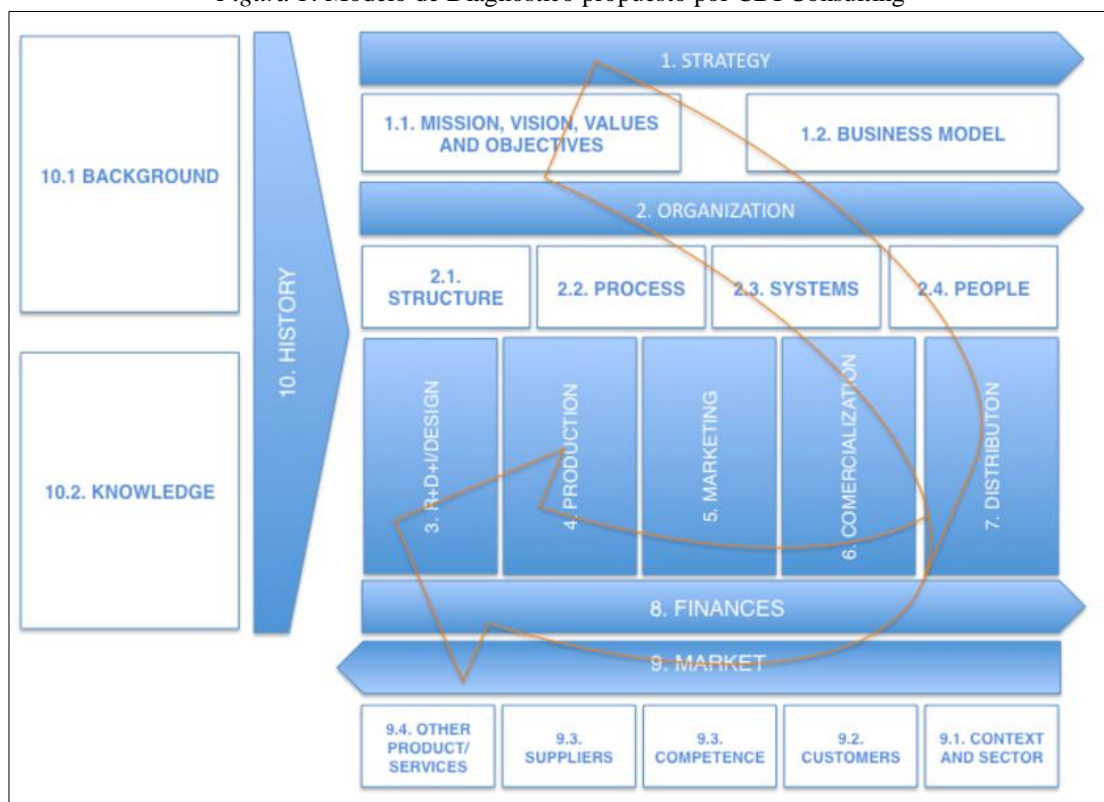 Figura 1. Modelo de Diagnóstico propuesto por CDI Consulting
1. STRATEGY
1.1. MISSION, VISION, VALUES
AND OBJECTIVES
1.2. BUSINESS MODEL
10.1 BACKGROUND
2. ORGANIZATION
10. HISTORY
2.1.
STRUCTURE
2.2. PROCESS
2.3. SYSTEMS
2.4. PEOPLE
10.2. KNOWLEDGE
3. R+D+I/DESIGN
4. PRODUCTION
5. MARKETING
6. COMERCIALIZATION
7. DISTRIBUTON
8. FINANCES
9. MARKET
9.4. OTHER
PRODUCT/
SERVICES
9.3.
SUPPLIERS
9.3.
COMPETENCE
9.2.
CUSTOMERS
9.1. CONTEXT
AND SECTOR